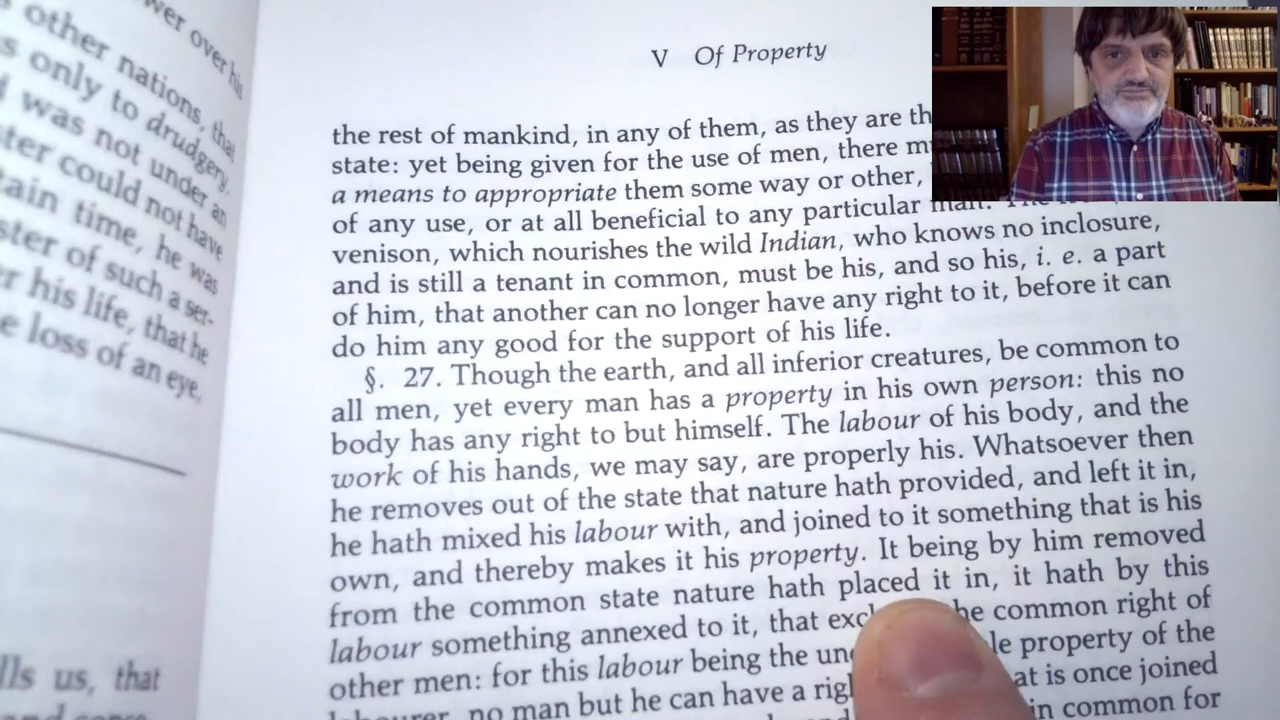 wer over his
other nations, that
s only to drudgery.
was not under an
ter could not have
tain time, he was
ster of such a ser-
r his life, that he
e loss of an eye,
lls us, that
V Of Property
the rest of mankind, in any of them, as they are th
state: yet being given for the use of men, there m
a means to appropriate them some way or other,
of any use, or at all beneficial to any particular man.
venison, which nourishes the wild Indian, who knows no inclosure,
and is still a tenant in common, must be his, and so his, i. e. a part
of him, that another can no longer have any right to it, before it can
do him any good for the support of his life.
§. 27. Though the earth, and all inferior creatures, be common to
all men, yet every man has a property in his own person: this no
body has any right to but himself. The labour of his body, and the
work of his hands, we may say, are properly his. Whatsoever then
he removes out of the state that nature hath provided, and left it in,
he hath mixed his labour with, and joined to it something that is his
own, and thereby makes it his property. It being by him removed
from the common state nature hath placed it in, it hath by this
labour something annexed to it, that exc he common right of
other men: for this labour being the un le property of the
labourer, no man but he can have a rig at is once joined
in common for